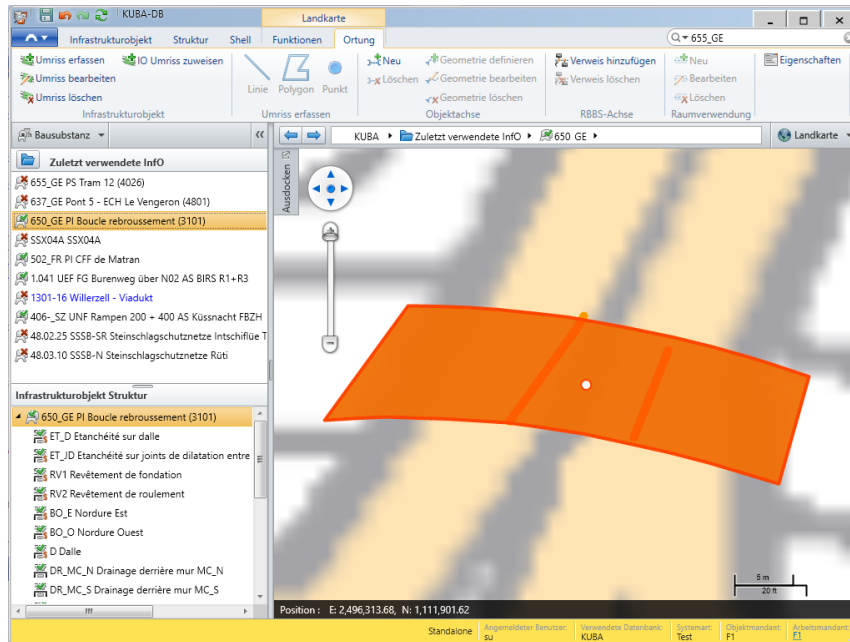 KUBA-DB
Landkarte
Infrastrukturobjekt Struktur Shell Funktionen Ortung
655_GE
Umriss erfassen IO Umriss zuweisen
Umriss bearbeiten
Umriss löschen
Infrastrukturobjekt
Linie Polygon Punkt
Umriss erfassen
Neu Geometrie definieren
Löschen Geometrie bearbeiten
Geometrie löschen
Objektachse
Verweis hinzufügen
Verweis löschen
RBBS-Achse
Neu
Bearbeiten
Löschen
Raumverwendung
Eigenschaften
Bausubstanz
KUBA Zuletzt verwendete InfO 650 GE
Landkarte
Zuletzt verwendete InfO
655_GE PS Tram 12 (4026)
637_GE Pont 5 - ECH Le Vengeron (4801)
650_GE PI Boucle rebroussement (3101)
SSX04A SSX04A
502_FR PI CFF de Matran
1.041 UEF FG Burenweg über N02 AS BIRS R1+R3
1301-16 Willerzell - Viadukt
406-_SZ UNF Rampen 200 + 400 AS Küssnacht FBZH
48.02.25 SSSB-SR Steinschlagschutznetze Intschiflüe T
48.03.10 SSSB-N Steinschlagschutznetze Rüti
Ausdocken
Infrastrukturobjekt Struktur
650_GE PI Boucle rebroussement (3101)
ET_D Etanchéité sur dalle
ET_JD Etanchéité sur joints de dilatation entre
RV1 Revêtement de fondation
RV2 Revêtement de roulement
BO_E Nordure Est
BO_O Nordure Ouest
D Dalle
DR_MC_N Drainage derrière mur MC_N
DR_MC_S Drainage derrière mur MC_S
5 m
20 ft
Position : E: 2,496,313.68, N: 1,111,901.62
Standalone
Angemeldeter Benutzer:
su
Verwendete Datenbank:
KUBA
Systemart:
Test
Objektmandant:
F1
Arbeitsmandant:
F1